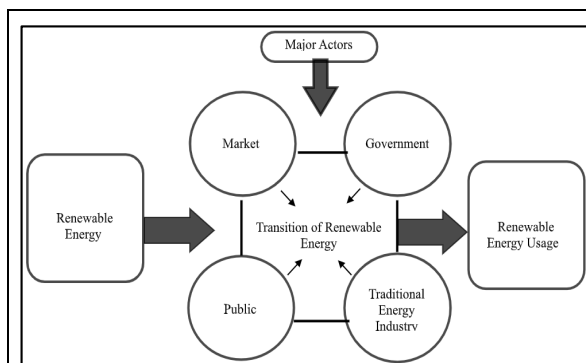 Major Actors
Market
Government
Renewable
Energy
Transition of Renewable
Energy
Renewable
Energy Usage
Public
Traditional
Energy
Industry